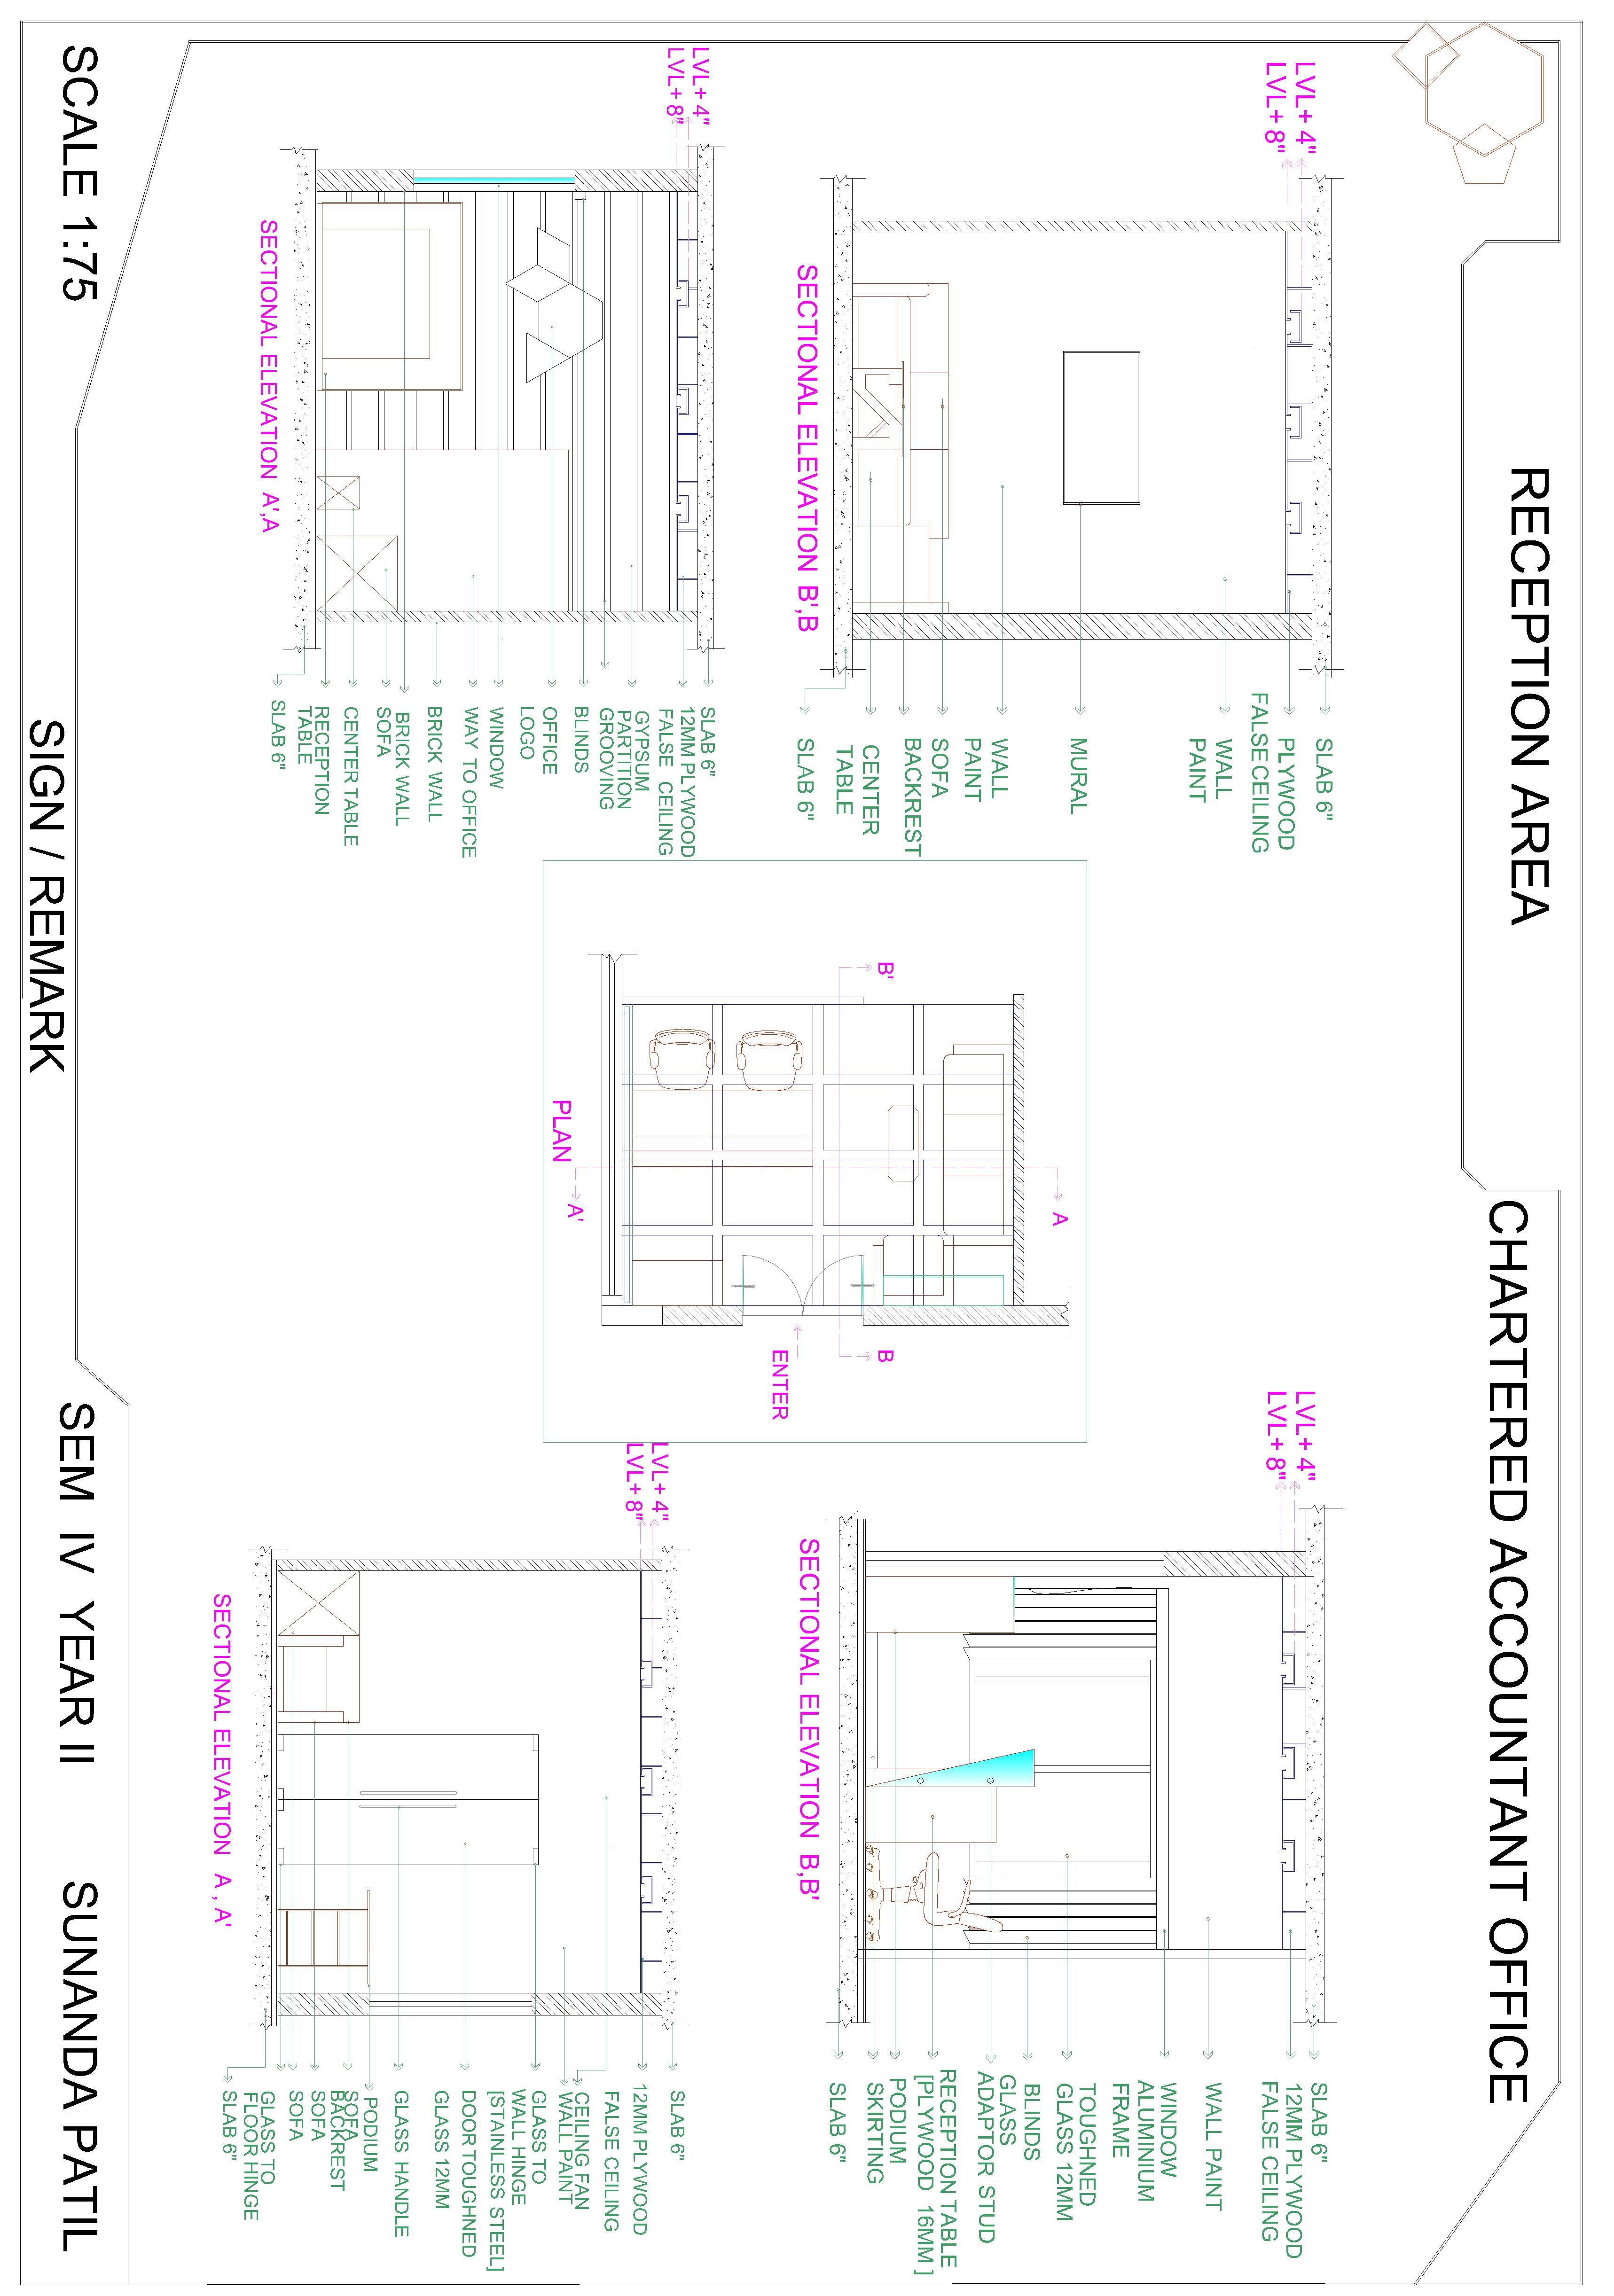 RECEPTION AREA
CHARTERED ACCOUNTANT OFFICE
LVL+ 4"
LVL+ 8"
SLAB 6"
PLYWOOD
FALSE CEILING
WALL
PAINT
MURAL
WALL
PAINT
SOFA
BACKREST
CENTER
TABLE
SLAB 6"
SECTIONAL ELEVATION B',B
A
B'
B
ENTER
A'
PLAN
LVL+ 4"
LVL+ 8"
SLAB 6"
12MM PLYWOOD
FALSE CEILING
WALL PAINT
WINDOW
ALUMINIUM
FRAME
TOUGHNED
GLASS 12MM
BLINDS
GLASS
ADAPTOR STUD
RECEPTION TABLE
[PLYWOOD 16MM ]
PODIUM
SKIRTING
SLAB 6"
SECTIONAL ELEVATION B,B'
LVL+ 4"
LVL+ 8"
SLAB 6"
12MM PLYWOOD
FALSE CEILING
GYPSUM
PARTITION
GROOVING
BLINDS
OFFICE
LOGO
WINDOW
WAY TO OFFICE
BRICK WALL
BRICK WALL
SOFA
CENTER TABLE
RECEPTION
TABLE
SLAB 6"
SECTIONAL ELEVATION A',A
LVL+ 4"
LVL+ 8"
SLAB 6"
12MM PLYWOOD
FALSE CEILING
CEILING FAN
WALL PAINT
GLASS TO
WALL HINGE
[STAINLESS STEEL]
DOOR TOUGHNED
GLASS 12MM
GLASS HANDLE
PODIUM
SOFA
BACKREST
SOFA
SOFA
GLASS TO
FLOOR HINGE
SLAB 6"
SECTIONAL ELEVATION A , A'
SCALE 1:75
SIGN / REMARK
SEM IV YEAR II
SUNANDA PATIL